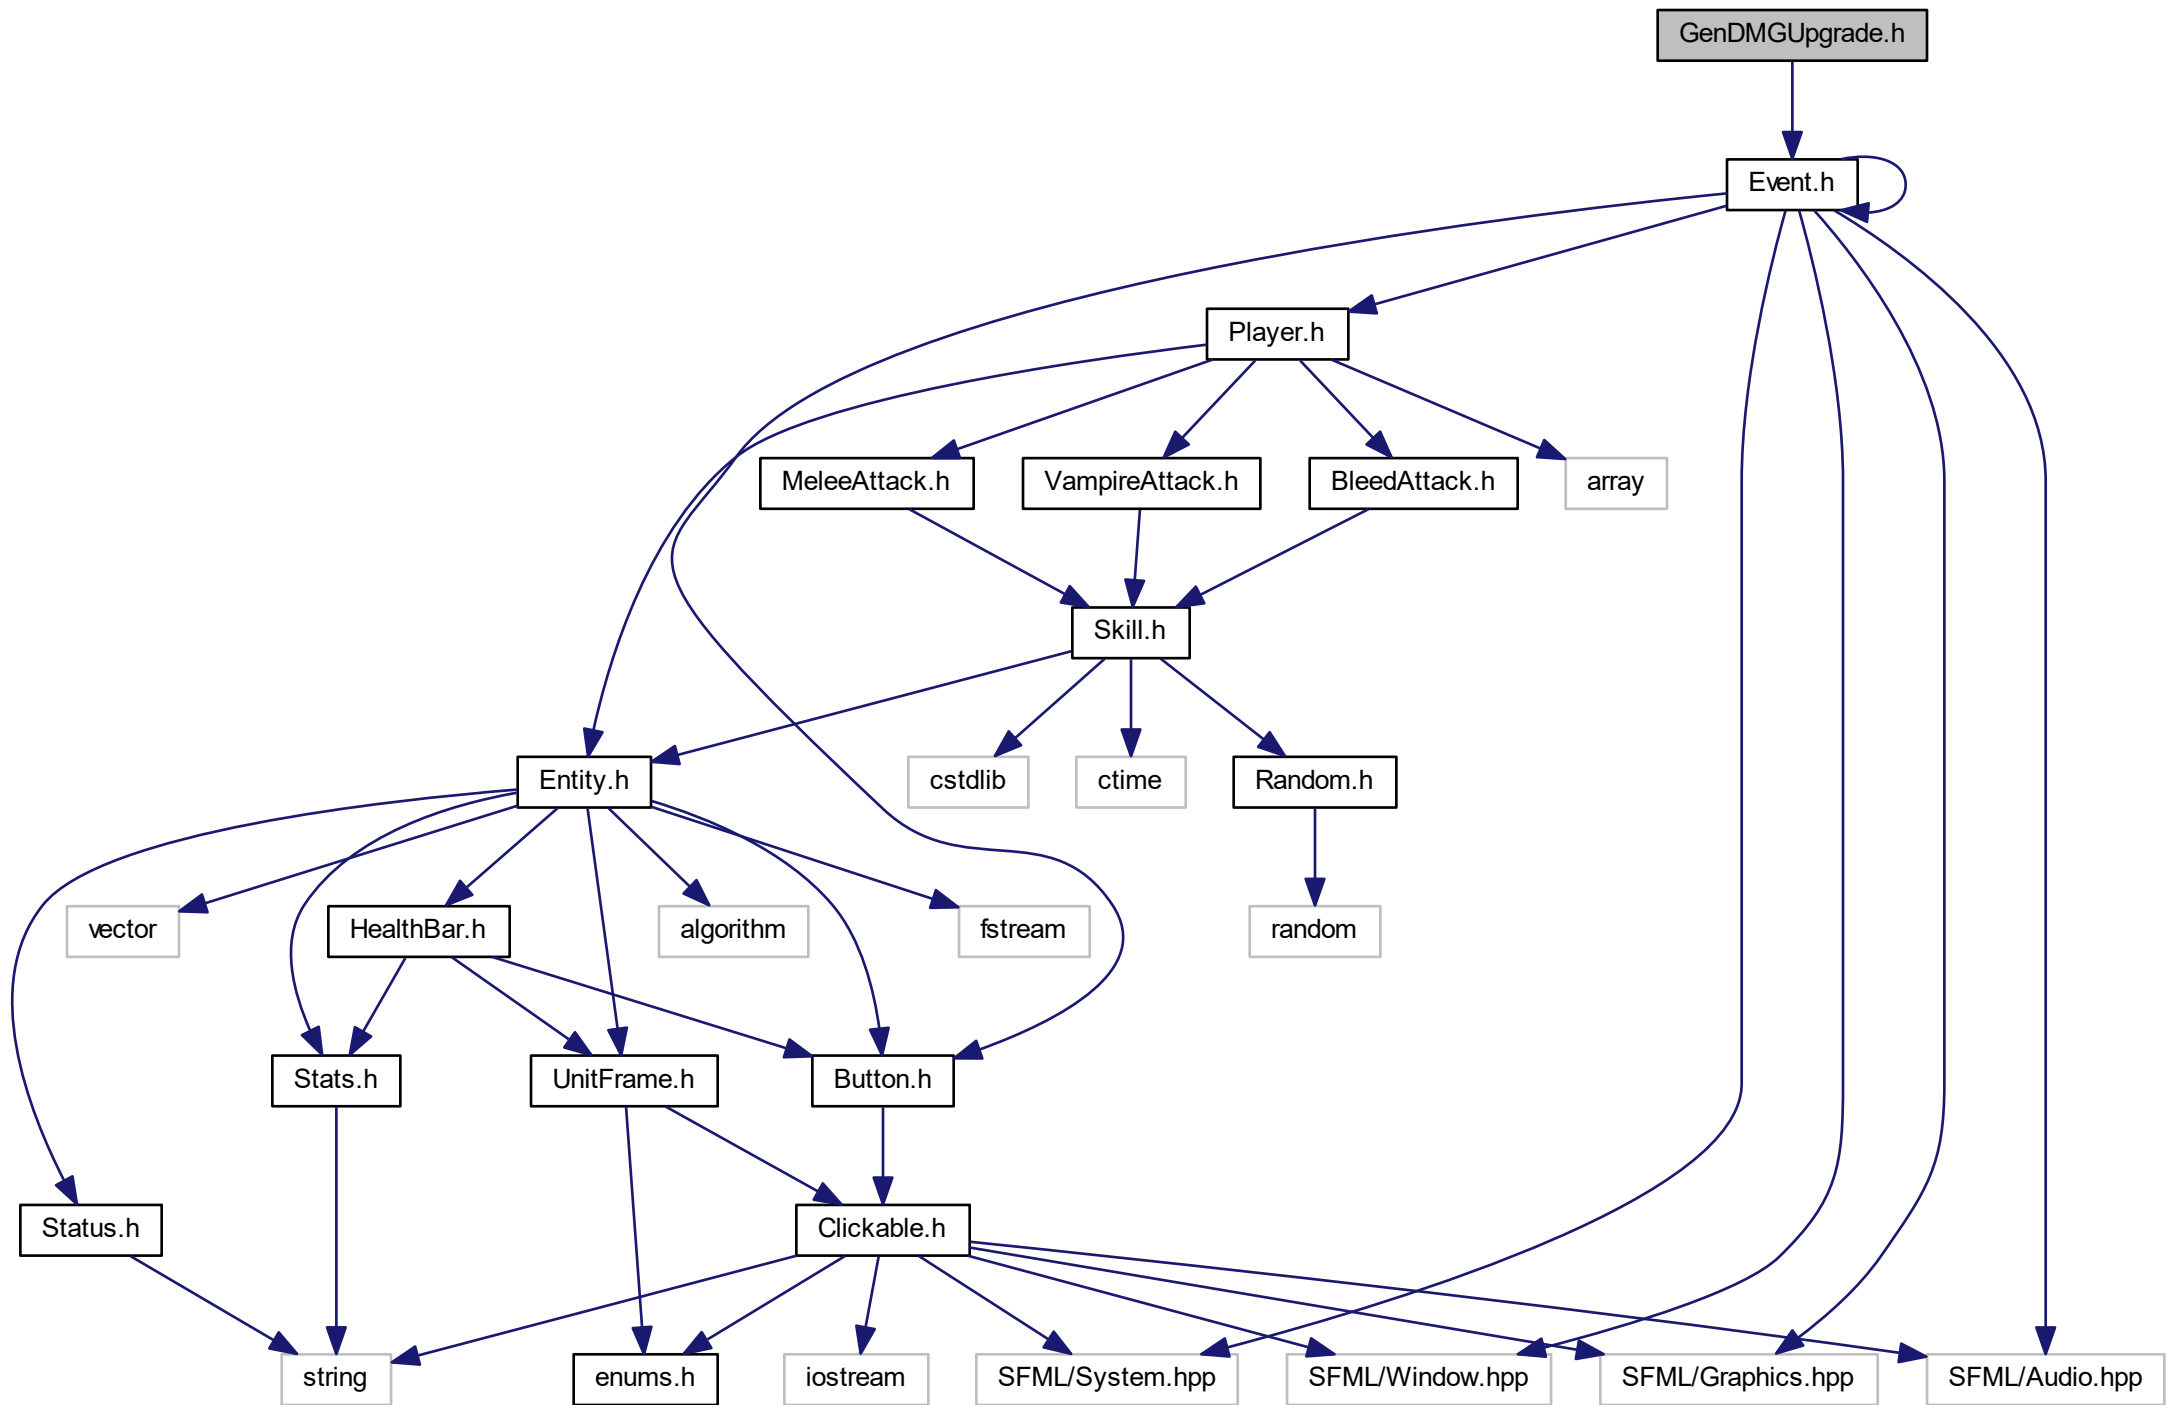 GenDMGUpgrade.h
Event.h
Player.h
MeleeAttack.h
VampireAttack.h
BleedAttack.h
array
Skill.h
Entity.h
cstdlib
ctime
Random.h
vector
HealthBar.h
algorithm
fstream
random
Stats.h
UnitFrame.h
Button.h
Status.h
Clickable.h
string
enums.h
iostream
SFML/System.hpp
SFML/Window.hpp
SFML/Graphics.hpp
SFML/Audio.hpp